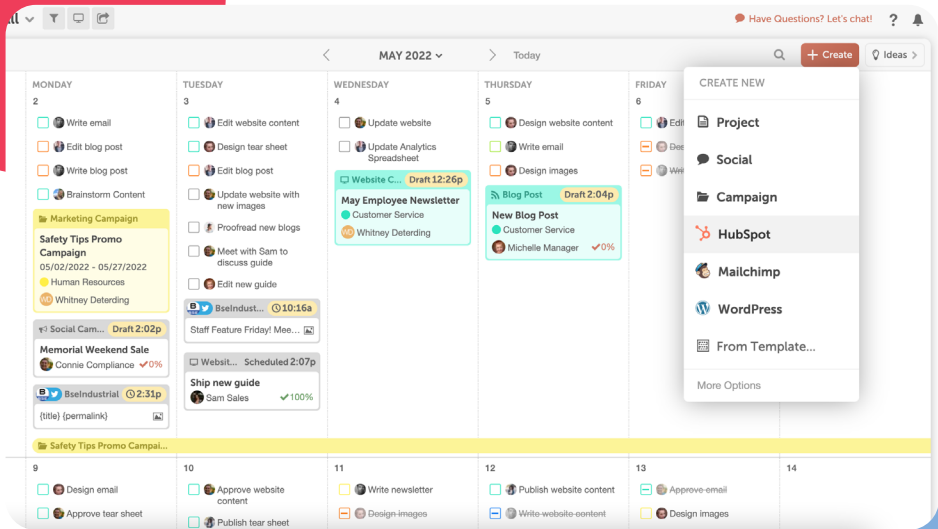 Have Questions? Let's chat!
?
MAY 2022
Today
+ Create
Ideas
MONDAY
TUESDAY
WEDNESDAY
THURSDAY
FRIDAY
2
Write email
Edit blog post
Write blog post
Brainstorm Content
Marketing Campaign
Safety Tips Promo
Campaign
05/02/2022 - 05/27/2022
Human Resources
WD Whitney Deterding
Social Cam... Draft 2:02p
Memorial Weekend Sale
Connie Compliance 0%
B BseIndustrial 2:31p
{title} {permalink}
3
Edit website content
Design tear sheet
Edit blog post
Update website with
new images
Proofread new blogs
Meet with Sam to
discuss guide
Edit new guide
B BseIndust... 10:16a
Staff Feature Friday! Mee...
Websit... Scheduled 2:07p
Ship new guide
Sam Sales 100%
4
Update website
Update Analytics
Spreadsheet
Website C... Draft 12:26p
May Employee Newsletter
Customer Service
WD Whitney Deterding
5
Design website content
Write email
Design images
Blog Post Draft 2:04p
New Blog Post
Customer Service
Michelle Manager 0%
6
Edit
CREATE NEW
Project
Social
Campaign
HubSpot
Mailchimp
WordPress
From Template...
More Options
Safety Tips Promo Campai...
9
Design email
Approve tear sheet
10
Approve website
content
Publish tear sheet
11
Write newsletter
Design images
12
Publish website content
Write website content
13
Approve email
Design images
14